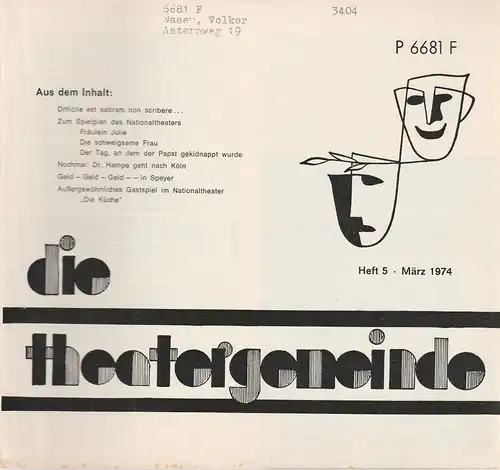 6681 F
Wasen, Volker
Asternweg 19
3404
P 6681 F
Aus dem Inhalt:
Difficile est satiram non scribere ...
Zum Spielplan des Nationaltheaters
Fräulein Julie
Die schweigsame Frau
Der Tag, an dem der Papst gekidnappt wurde
Nochmal: Dr. Hampe geht nach Köln
Geld – Geld – Geld – – in Speyer
Außergewöhnliches Gastspiel im Nationaltheater
„Die Küche"
Heft 5 · März 1974
die
theatergemeinde